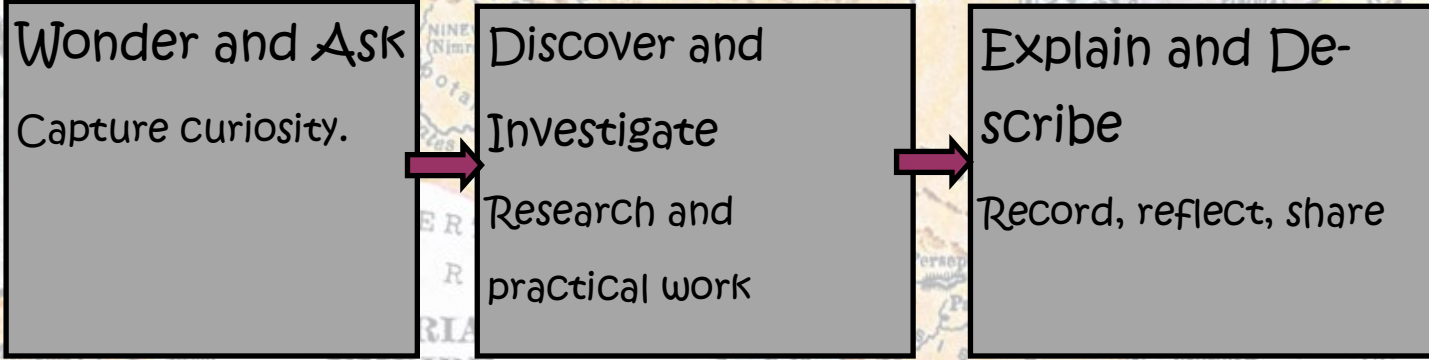 Wonder and Ask
Capture curiosity.
Discover and
Investigate
Research and
practical work
Explain and De-
scribe
Record, reflect, share